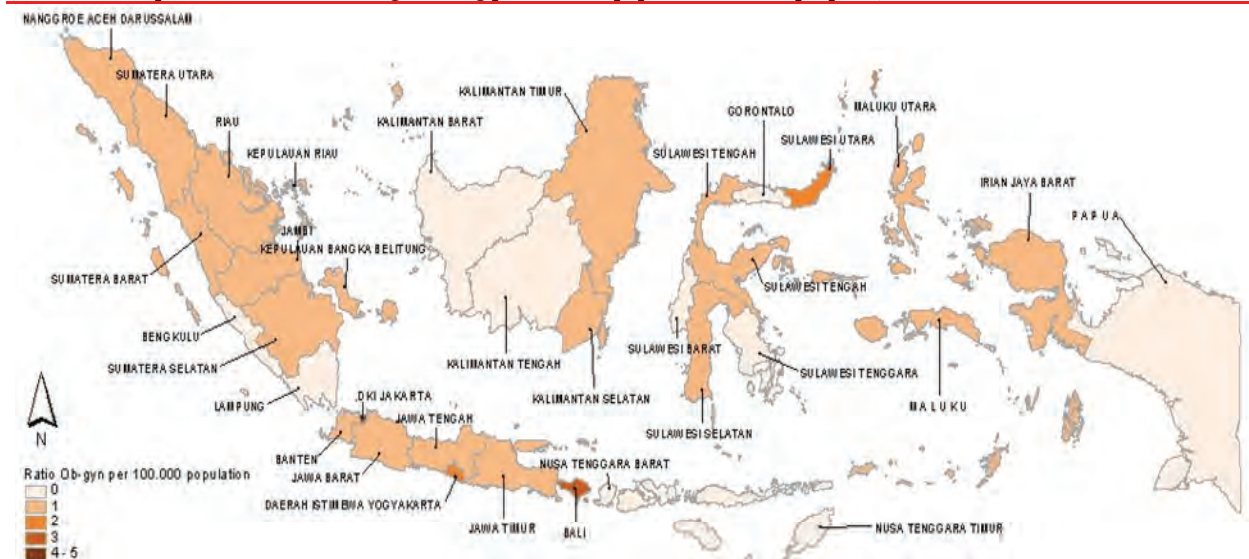 NANGGROE ACEH DARUSSALAM
SUMATERA UTARA
RIAU
KEPULAUAN RIAU
JAMBI
KEPULAUAN BANGKA BELITUNG
SUMATERA BARAT
BENGKULU
SUMATERA SELATAN
LAMPUNG
KALIMANTAN BARAT
KALIMANTAN TIMUR
KALIMANTAN TENGAH
KALIMANTAN SELATAN
SULAWESI TENGAH
GORONTALO
SULAWESI UTARA
MALUKU UTARA
IRIAN JAYA BARAT
PAPUA
SULAWESI TENGAH
SULAWESI BARAT
SULAWESI TENGGARA
SULAWESI SELATAN
MALUKU
DKI JAKARTA
JAWA TENGAH
BANTEN
JAWA BARAT
DAERAH ISTIMEWA YOGYAKARTA
JAWA TIMUR
BALI
NUSA TENGGARA BARAT
NUSA TENGGARA TIMUR
N
Ratio Ob-gyn per 100.000 population
0
1
2
3
4 - 5